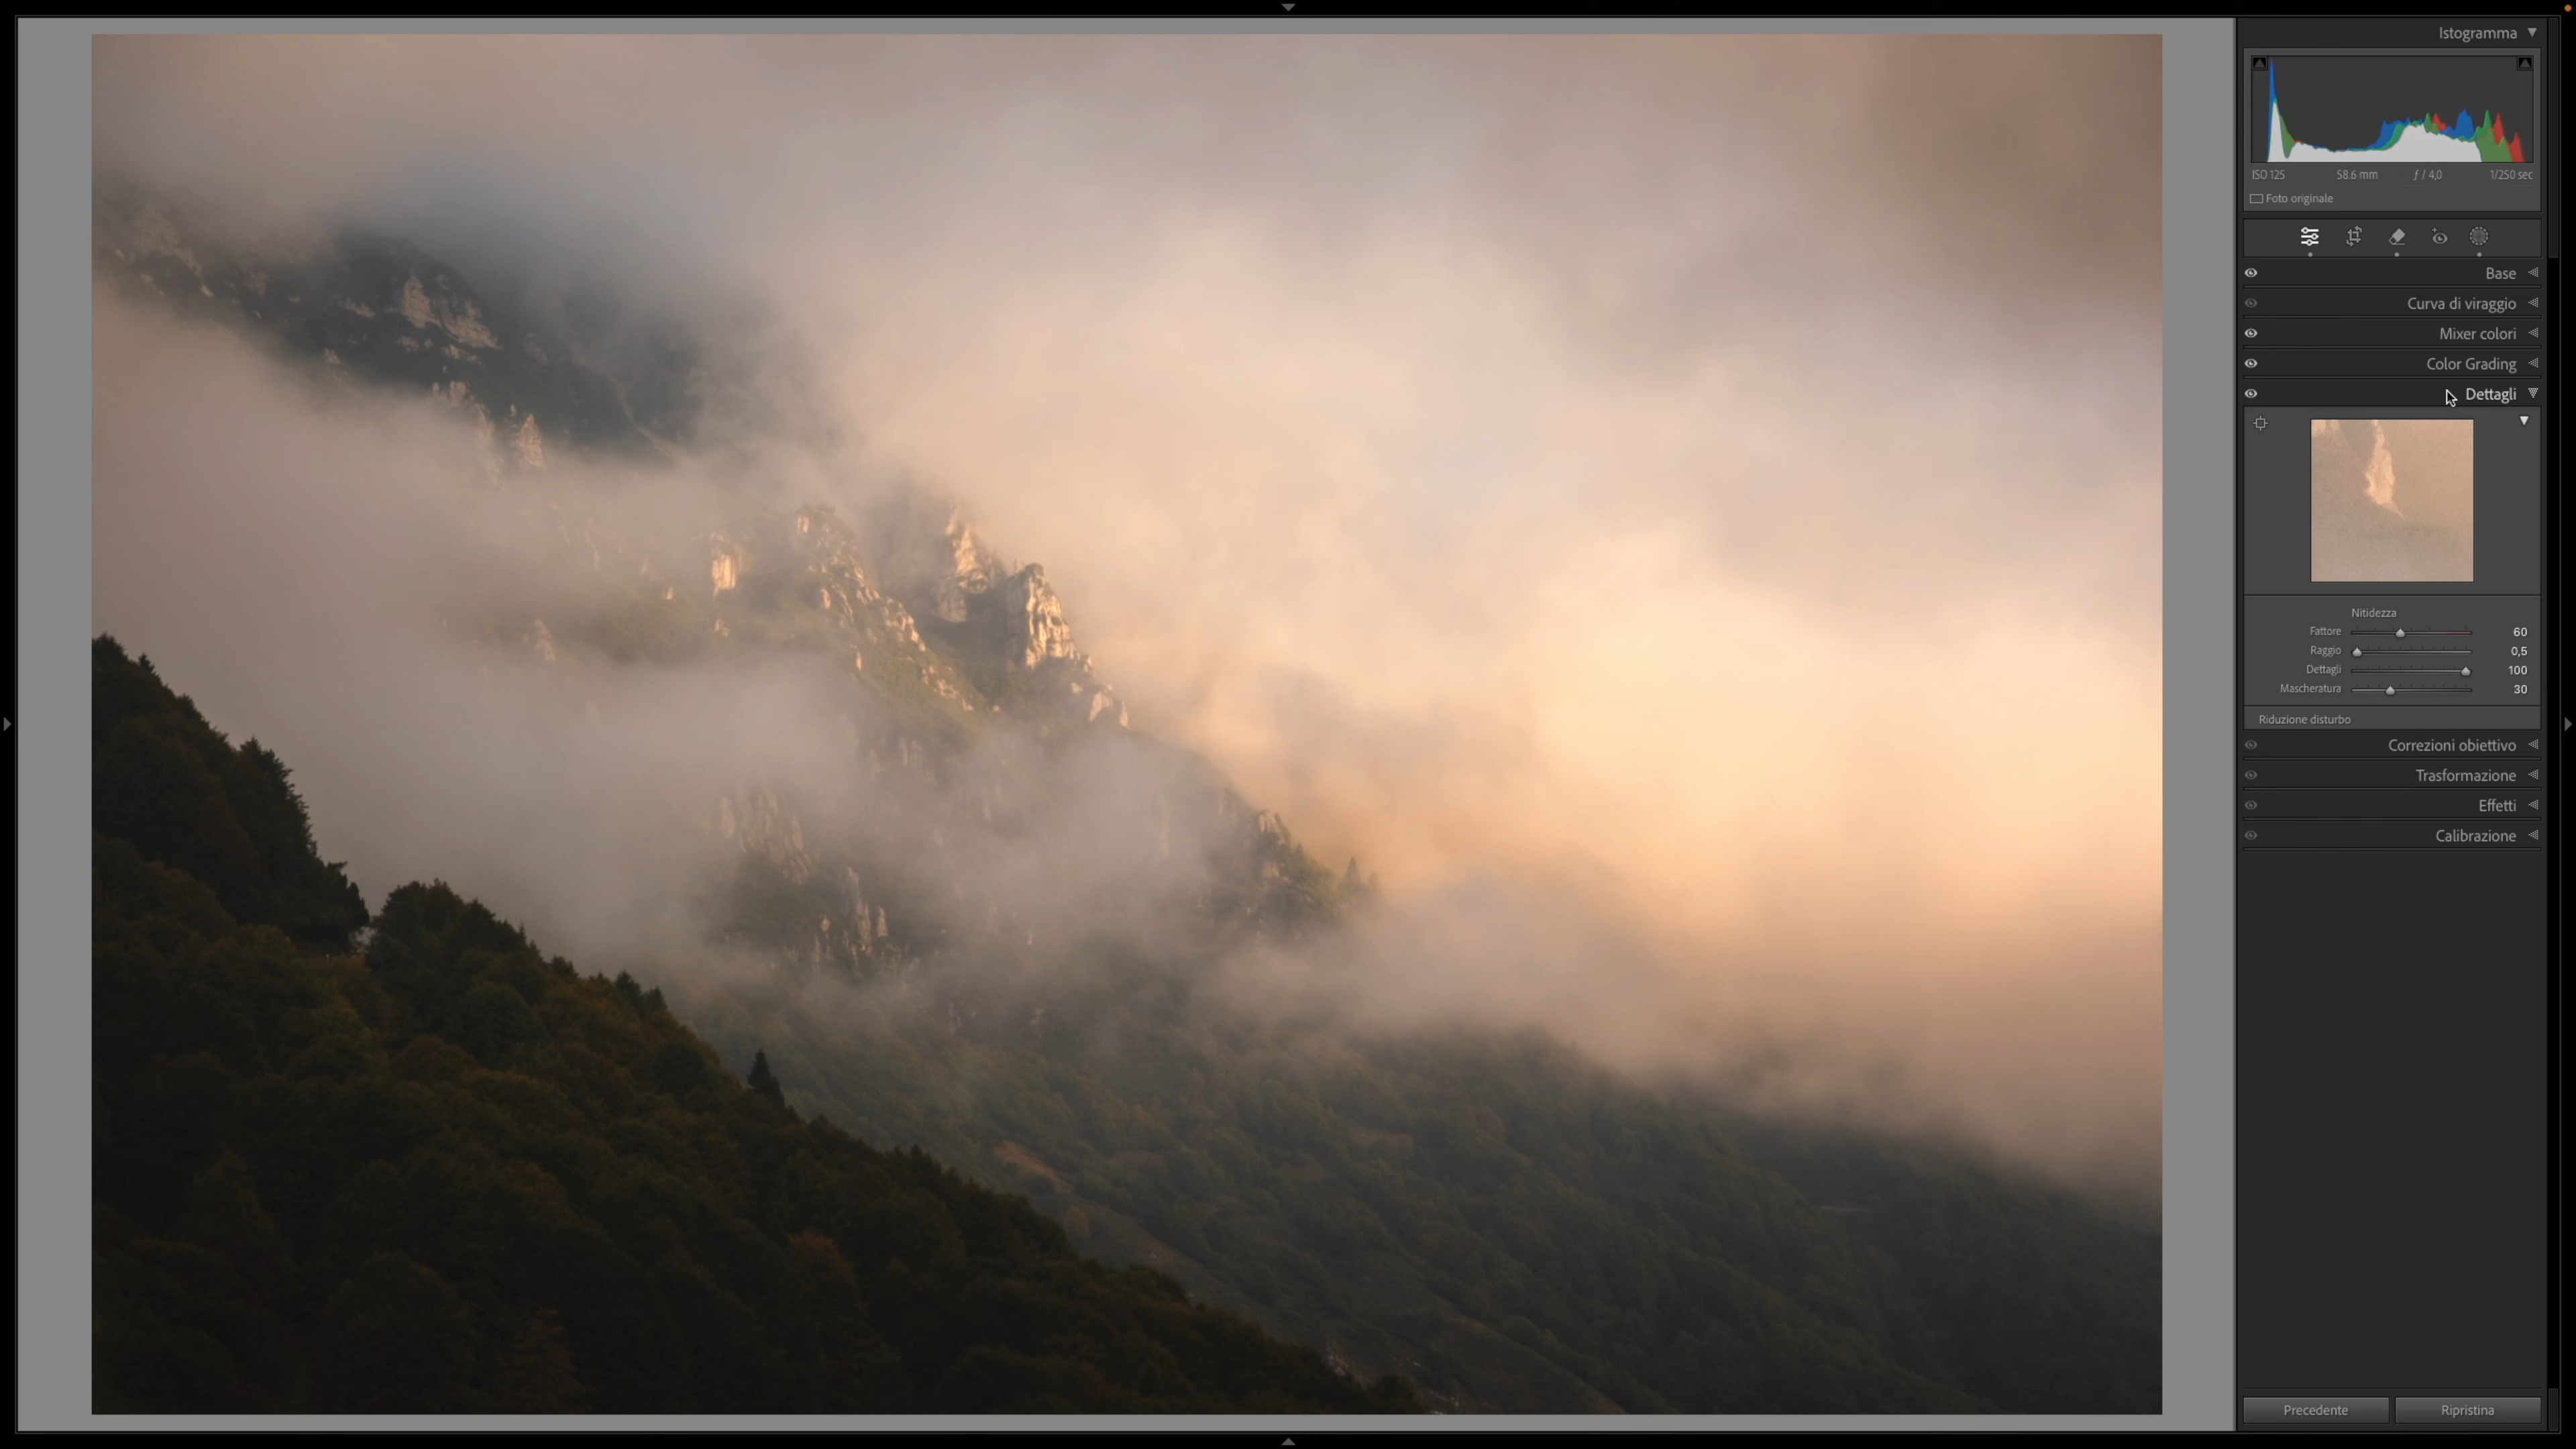 Istogramma
ISO 125 58.6 mm ƒ / 4,0 1/250 sec
Foto originale
Base
Curva di viraggio
Mixer colori
Color Grading
Dettagli
Nitidezza
Fattore 60
Raggio 0,5
Dettagli 100
Mascheratura 30
Riduzione disturbo
Correzioni obiettivo
Trasformazione
Effetti
Calibrazione
Precedente Ripristina